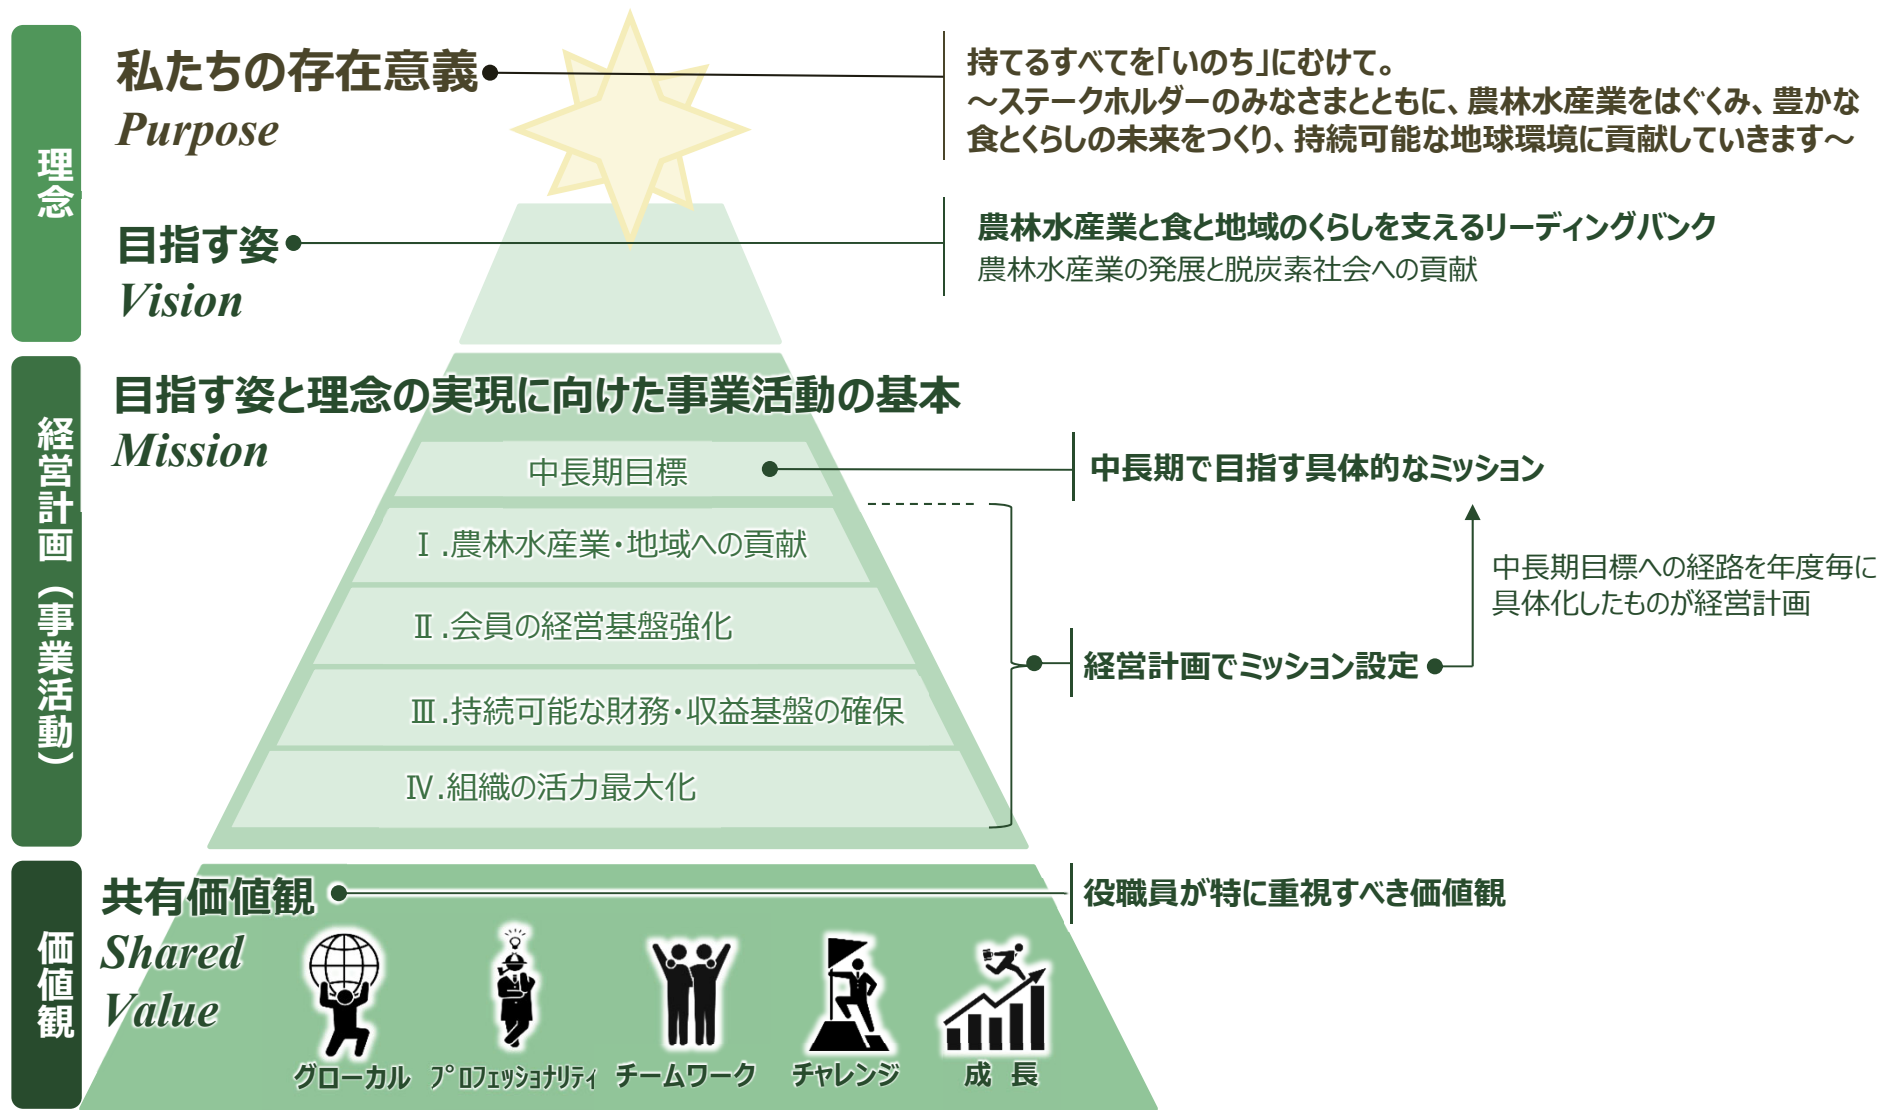 理念
私たちの存在意義
Purpose
持てるすべてを「いのち」にむけて。
～ステークホルダーのみなさまとともに、農林水産業をはぐくみ、豊かな
食とくらしの未来をつくり、持続可能な地球環境に貢献していきます～
目指す姿
Vision
農林水産業と食と地域のくらしを支えるリーディングバンク
農林水産業の発展と脱炭素社会への貢献
経営計画（事業活動）
目指す姿と理念の実現に向けた事業活動の基本
Mission
中長期目標
中長期で目指す具体的なミッション
Ⅰ.農林水産業・地域への貢献
Ⅱ.会員の経営基盤強化
Ⅲ.持続可能な財務・収益基盤の確保
Ⅳ.組織の活力最大化
経営計画でミッション設定
中長期目標への経路を年度毎に
具体化したものが経営計画
価値観
共有価値観
Shared
Value
役職員が特に重視すべき価値観
グローカル
ﾌﾟﾛﾌｪｯｼｮﾅﾘﾃｨ
チームワーク
チャレンジ
成 長